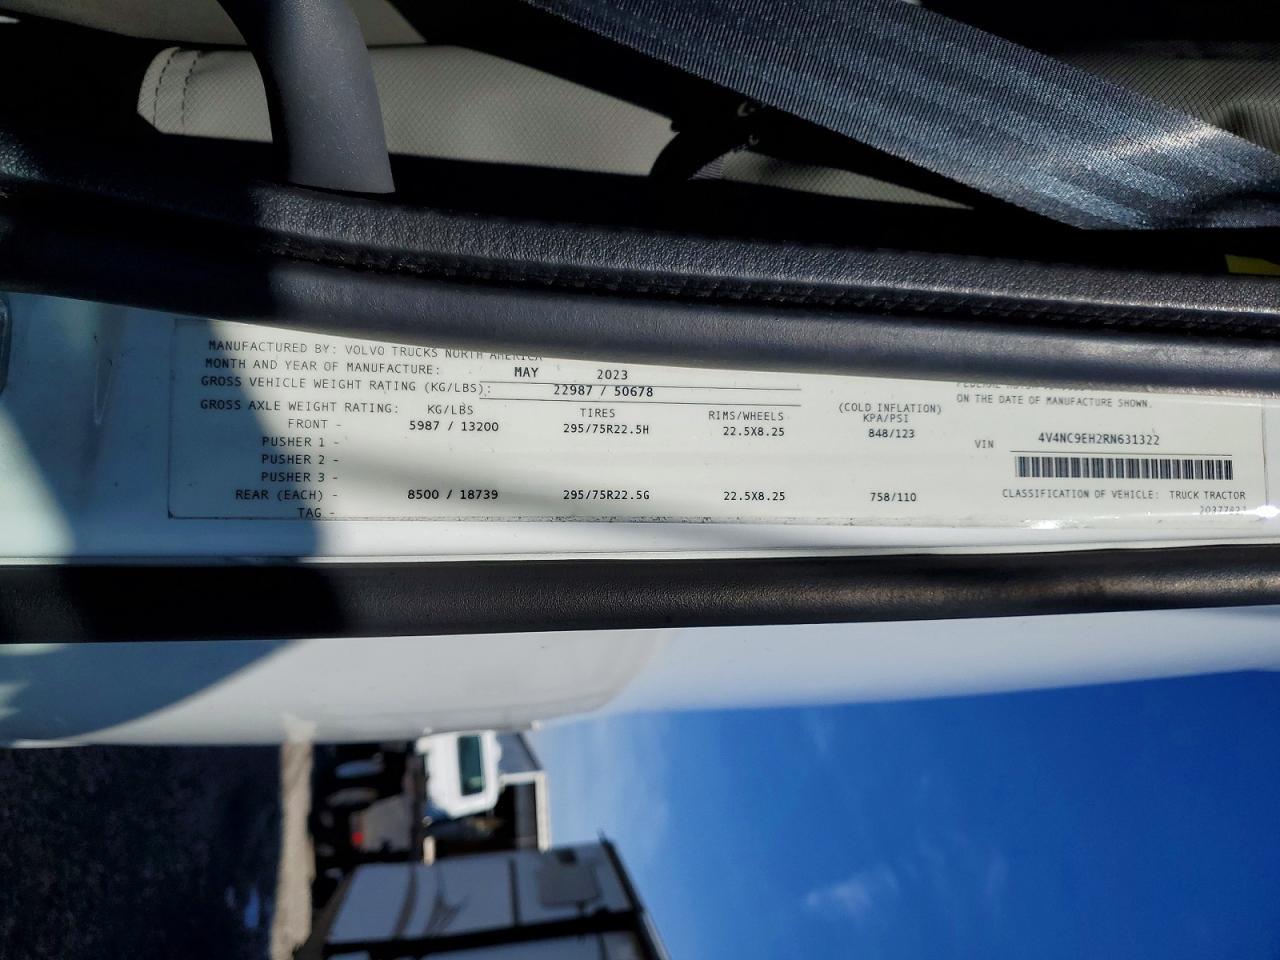 MANUFACTURED BY: VOLVO TRUCKS NORTH AMERICA
MONTH AND YEAR OF MANUFACTURE: MAY 2023
GROSS VEHICLE WEIGHT RATING (KG/LBS): 22987 / 50678
GROSS AXLE WEIGHT RATING: KG/LBS TIRES RIMS/WHEELS (COLD INFLATION) KPA/PSI
FRONT - 5987 / 13200 295/75R22.5H 22.5X8.25 848/123
PUSHER 1 -
PUSHER 2 -
PUSHER 3 -
REAR (EACH) - 8500 / 18739 295/75R22.5G 22.5X8.25 758/110
TAG -
ON THE DATE OF MANUFACTURE SHOWN.
VIN 4V4NC9EH2RN631322
CLASSIFICATION OF VEHICLE: TRUCK TRACTOR